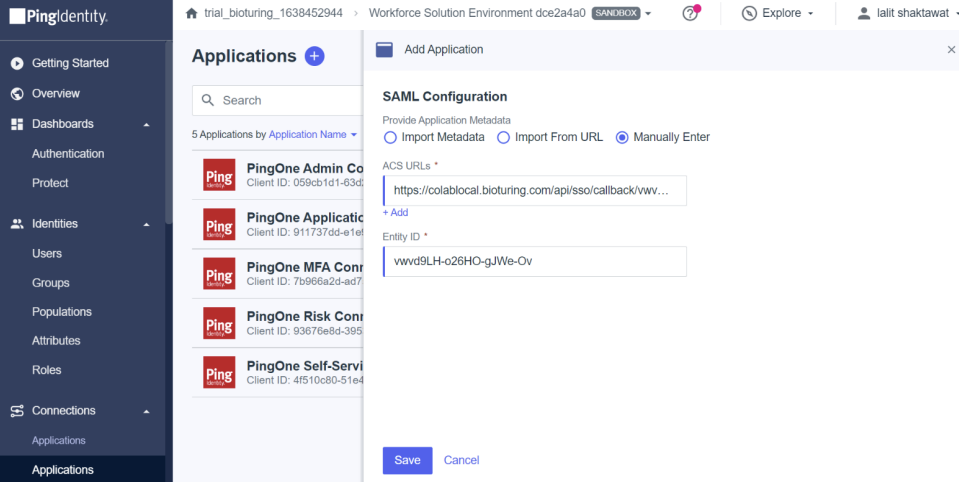 PingIdentity.
Getting Started
Overview
Dashboards
Authentication
Protect
Identities
Users
Groups
Populations
Attributes
Roles
Connections
Applications
Applications
trial_bioturing_1638452944 > Workforce Solution Environment dce2a4a0 SANDBOX
Explore
lalit shaktawat
Applications
Search
5 Applications by Application Name
Ping
Identity
PingOne Admin Co
Client ID: 059cb1d1-63d
Ping
Identity
PingOne Applicatio
Client ID: 911737dd-e1e
Ping
Identity
PingOne MFA Conn
Client ID: 7b966a2d-ad7
Ping
Identity
PingOne Risk Conn
Client ID: 93676e8d-395
Ping
Identity
PingOne Self-Servi
Client ID: 4f510c80-51e4
Add Application
SAML Configuration
Provide Application Metadata
Import Metadata Import From URL Manually Enter
ACS URLs *
https://colablocal.bioturing.com/api/sso/callback/vwv...
+ Add
Entity ID *
vwvd9LH-o26HO-gJWe-Ov
Save Cancel